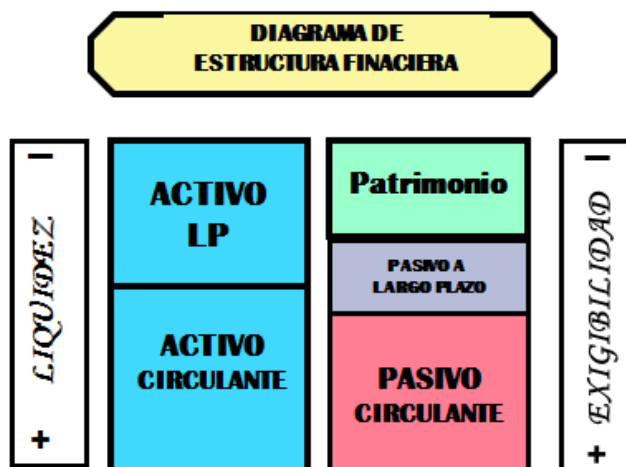 DIAGRAMA DE
ESTRUCTURA FINACIERA
− LIQUIDEZ +
ACTIVO
LP
ACTIVO
CIRCULANTE
Patrimonio
PASIVO A
LARGO PLAZO
PASIVO
CIRCULANTE
− EXIGIBILIDAD +